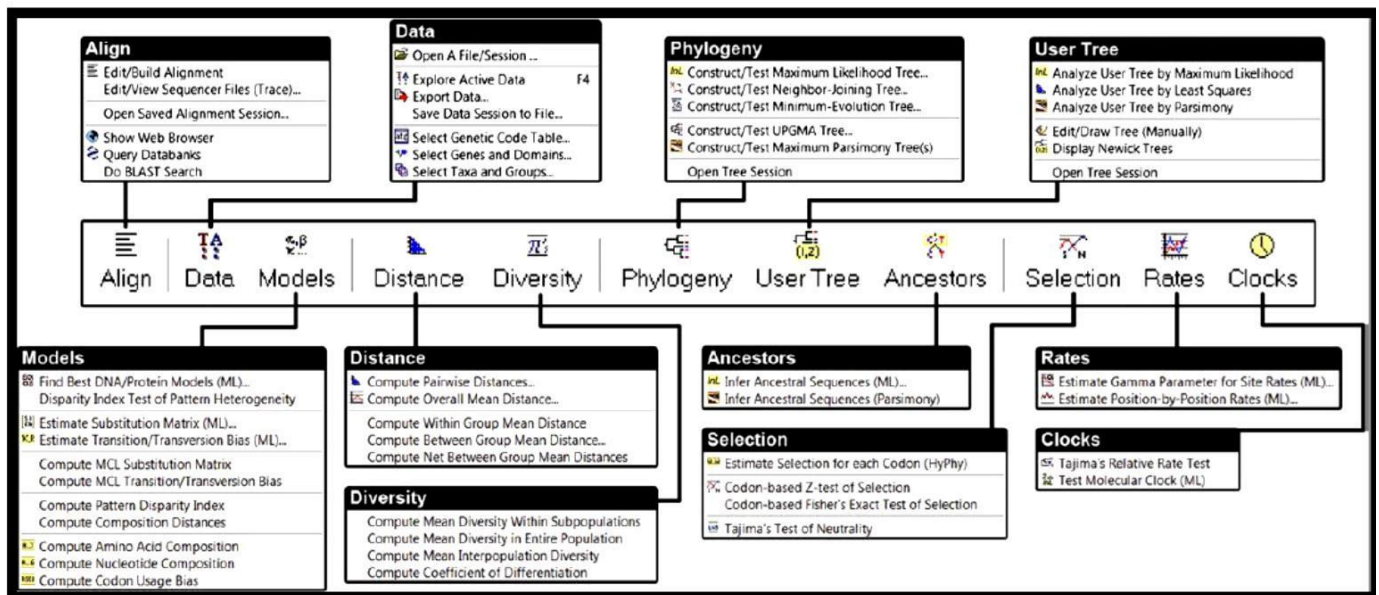 Align
Edit/Build Alignment
Edit/View Sequencer Files (Trace)...
Open Saved Alignment Session...
Show Web Browser
Query Databanks
Do BLAST Search
Data
Open A File/Session ...
Explore Active Data F4
Export Data...
Save Data Session to File...
Select Genetic Code Table...
Select Genes and Domains...
Select Taxa and Groups...
Phylogeny
Construct/Test Maximum Likelihood Tree...
Construct/Test Neighbor-Joining Tree...
Construct/Test Minimum-Evolution Tree...
Construct/Test UPGMA Tree...
Construct/Test Maximum Parsimony Tree(s)
Open Tree Session
User Tree
Analyze User Tree by Maximum Likelihood
Analyze User Tree by Least Squares
Analyze User Tree by Parsimony
Edit/Draw Tree (Manually)
Display Newick Trees
Open Tree Session
Align Data Models Distance Diversity Phylogeny User Tree Ancestors Selection Rates Clocks
Models
Find Best DNA/Protein Models (ML)...
Disparity Index Test of Pattern Heterogeneity
Estimate Substitution Matrix (ML)...
Estimate Transition/Transversion Bias (ML)...
Compute MCL Substitution Matrix
Compute MCL Transition/Transversion Bias
Compute Pattern Disparity Index
Compute Composition Distances
Compute Amino Acid Composition
Compute Nucleotide Composition
Compute Codon Usage Bias
Distance
Compute Pairwise Distances...
Compute Overall Mean Distance...
Compute Within Group Mean Distance
Compute Between Group Mean Distance...
Compute Net Between Group Mean Distances
Diversity
Compute Mean Diversity Within Subpopulations
Compute Mean Diversity in Entire Population
Compute Mean Interpopulation Diversity
Compute Coefficient of Differentiation
Ancestors
Infer Ancestral Sequences (ML)...
Infer Ancestral Sequences (Parsimony)
Selection
Estimate Selection for each Codon (HyPhy)
Codon-based Z-test of Selection
Codon-based Fisher's Exact Test of Selection
Tajima's Test of Neutrality
Rates
Estimate Gamma Parameter for Site Rates (ML)...
Estimate Position-by-Position Rates (ML)...
Clocks
Tajima's Relative Rate Test
Test Molecular Clock (ML)